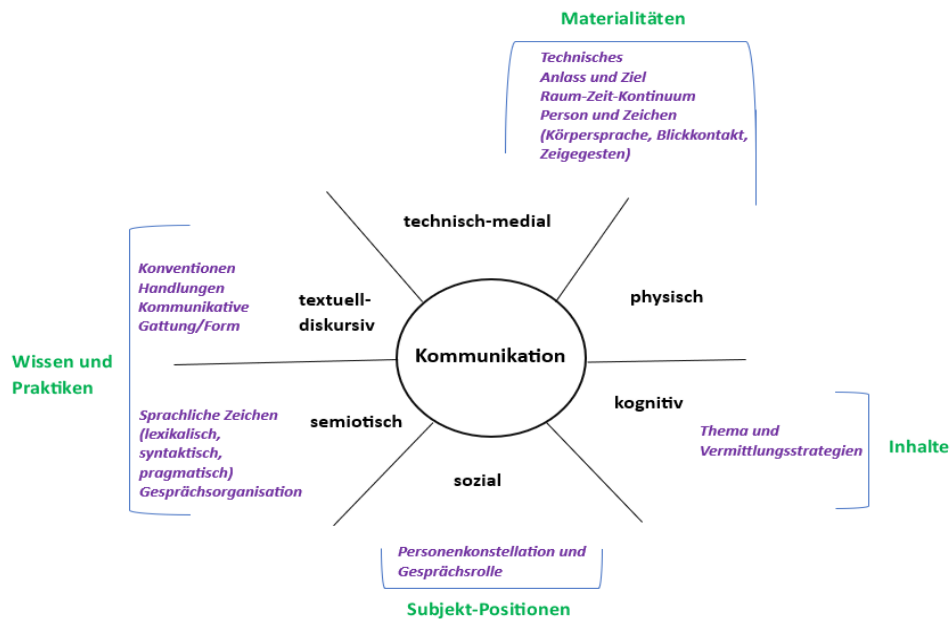 Materialitäten
Technisches
Anlass und Ziel
Raum-Zeit-Kontinuum
Person und Zeichen
(Körpersprache, Blickkontakt,
Zeigegesten)
technisch-medial
physisch
Konventionen
Handlungen
Kommunikative
Gattung/Form
textuell-
diskursiv
Kommunikation
Wissen und
Praktiken
Sprachliche Zeichen
(lexikalisch,
syntaktisch,
pragmatisch)
Gesprächsorganisation
semiotisch
kognitiv
Thema und
Vermittlungsstrategien
Inhalte
sozial
Personenkonstellation und
Gesprächsrolle
Subjekt-Positionen